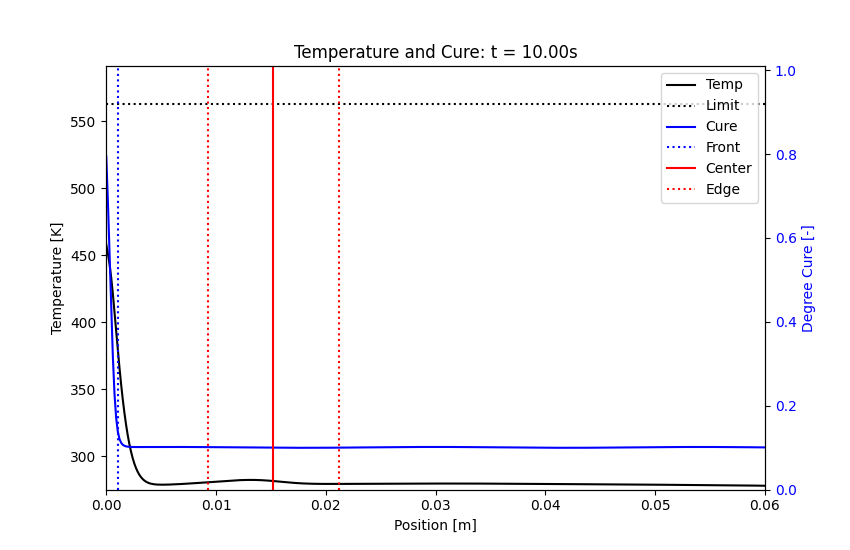 Temperature and Cure: t = 10.00s
Temperature [K]
550
500
450
400
350
300
Temp
Limit
Cure
Front
Center
Edge
1.0
0.8
0.6
0.4
0.2
0.0
Degree Cure [-]
0.00
0.01
0.02
0.03
0.04
0.05
0.06
Position [m]